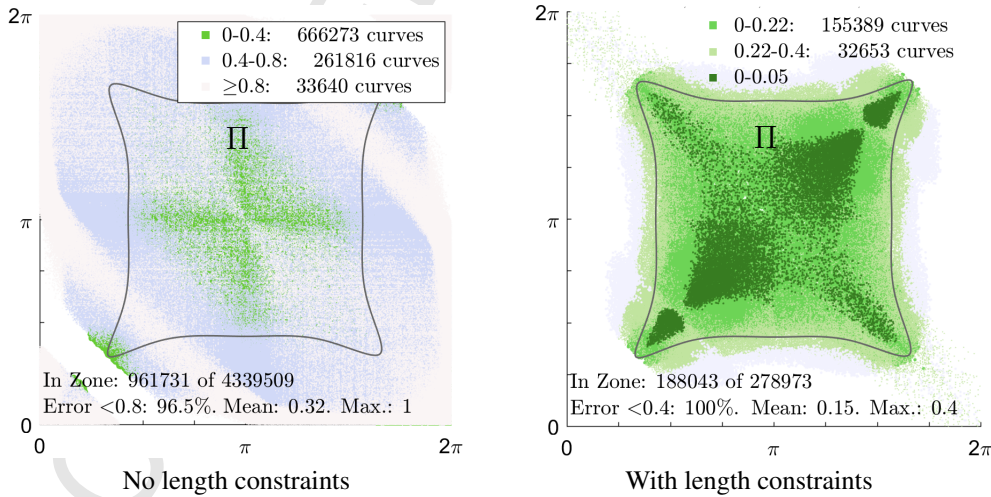 2π
0-0.4: 666273 curves
0.4-0.8: 261816 curves
≥0.8: 33640 curves
Π
π
In Zone: 961731 of 4339509
Error <0.8: 96.5%. Mean: 0.32. Max.: 1
0
0 π 2π
No length constraints
2π
0-0.22: 155389 curves
0.22-0.4: 32653 curves
0-0.05
Π
π
In Zone: 188043 of 278973
Error <0.4: 100%. Mean: 0.15. Max.: 0.4
0
0 π 2π
With length constraints